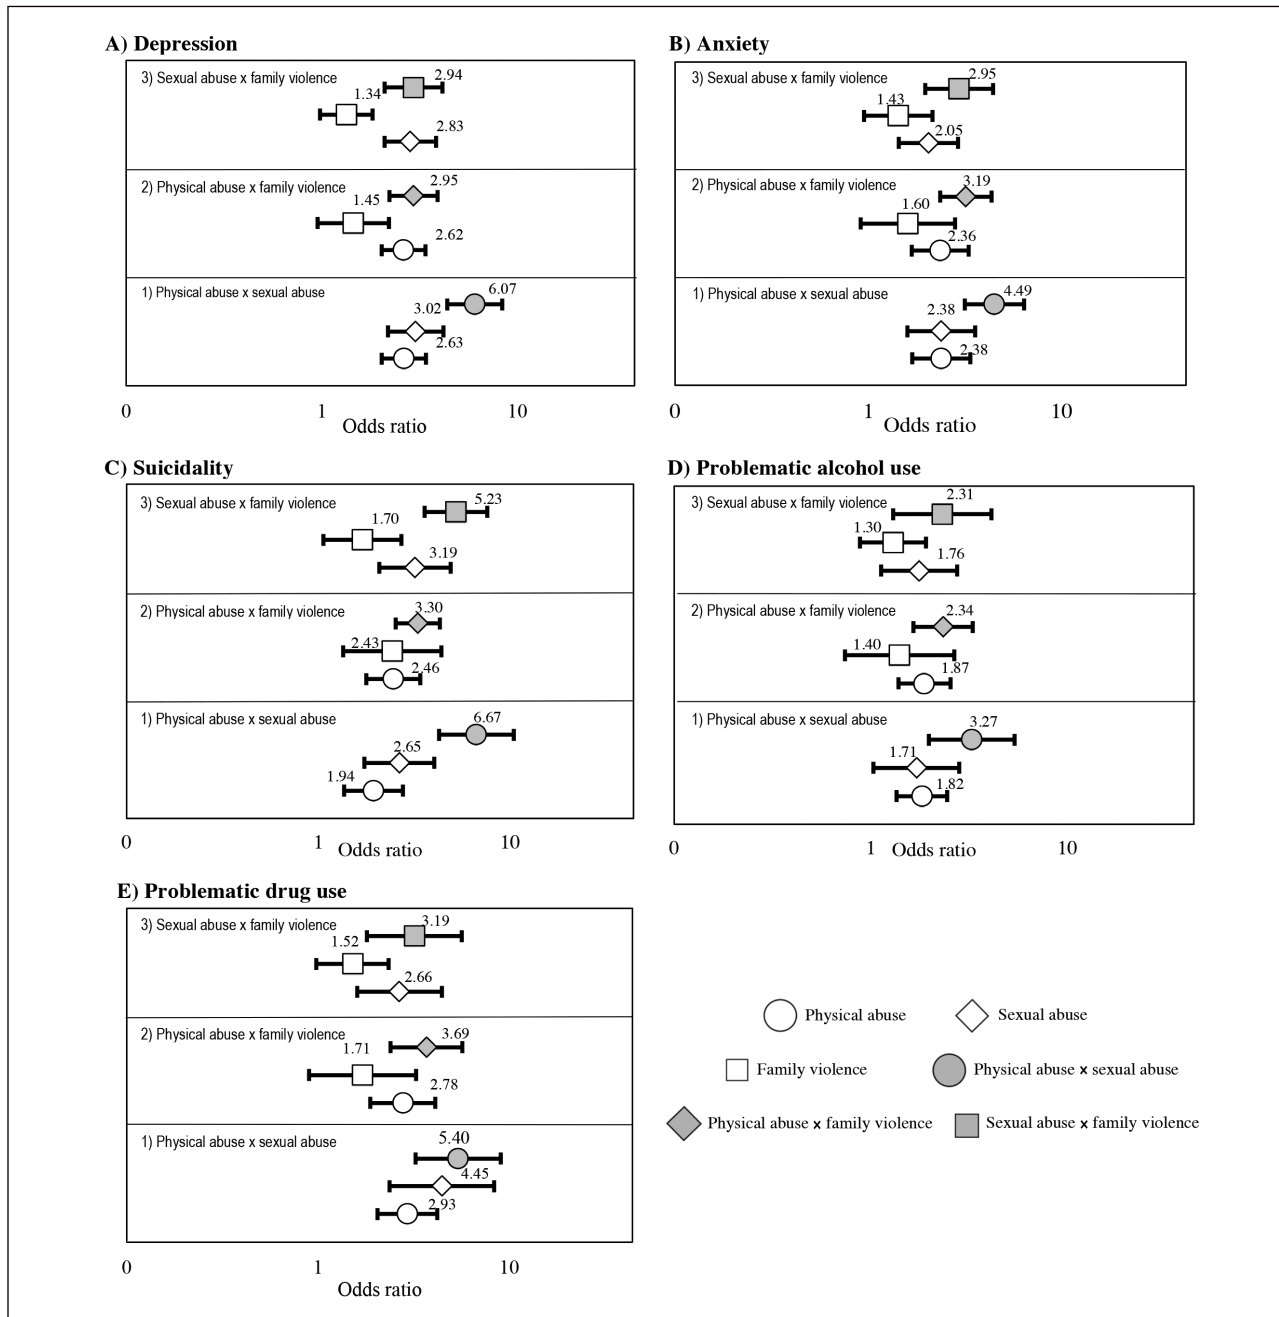 A) Depression
3) Sexual abuse x family violence
2.94
1.34
2.83
2) Physical abuse x family violence
2.95
1.45
2.62
1) Physical abuse x sexual abuse
6.07
3.02
2.63
0 1 10
Odds ratio
B) Anxiety
3) Sexual abuse x family violence
2.95
1.43
2.05
2) Physical abuse x family violence
3.19
1.60
2.36
1) Physical abuse x sexual abuse
4.49
2.38
2.38
0 1 10
Odds ratio
C) Suicidality
3) Sexual abuse x family violence
5.23
1.70
3.19
2) Physical abuse x family violence
3.30
2.43
2.46
1) Physical abuse x sexual abuse
6.67
2.65
1.94
0 1 10
Odds ratio
D) Problematic alcohol use
3) Sexual abuse x family violence
2.31
1.30
1.76
2) Physical abuse x family violence
2.34
1.40
1.87
1) Physical abuse x sexual abuse
3.27
1.71
1.82
0 1 10
Odds ratio
E) Problematic drug use
3) Sexual abuse x family violence
3.19
1.52
2.66
2) Physical abuse x family violence
3.69
1.71
2.78
1) Physical abuse x sexual abuse
5.40
4.45
2.93
0 1 10
Odds ratio
Physical abuse
Sexual abuse
Family violence
Physical abuse x sexual abuse
Physical abuse x family violence
Sexual abuse x family violence